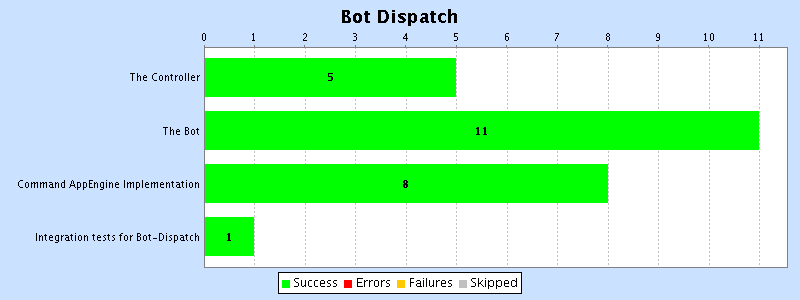 Bot Dispatch
0 1 2 3 4 5 6 7 8 9 10 11
The Controller 5
The Bot 11
Command AppEngine Implementation 8
Integration tests for Bot-Dispatch 1
Success Errors Failures Skipped